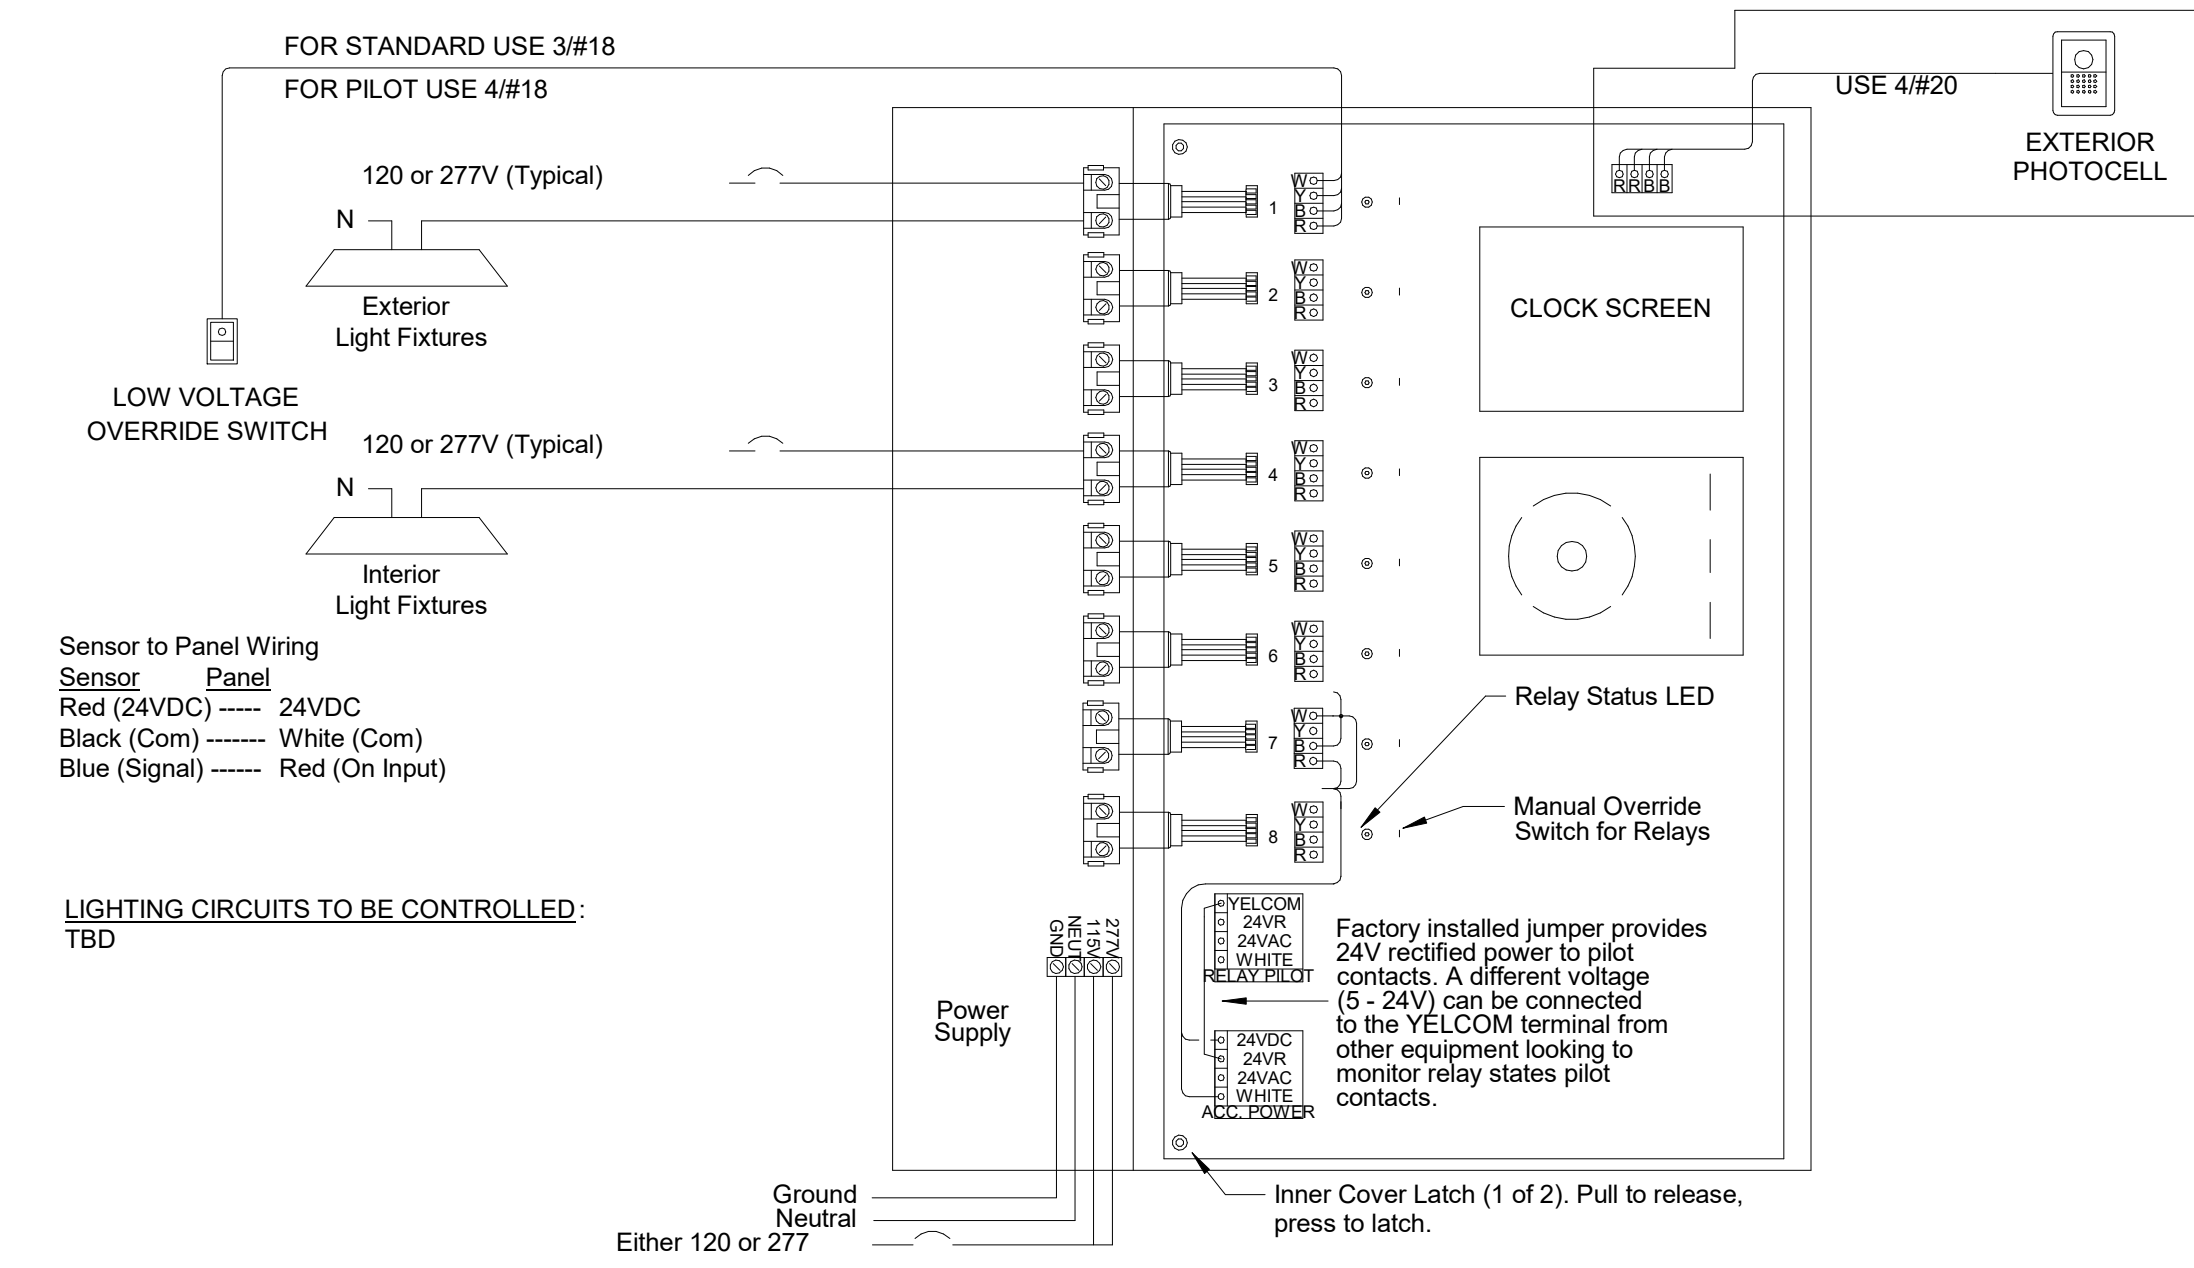 FOR STANDARD USE 3/#18
FOR PILOT USE 4/#18
USE 4/#20
EXTERIOR
PHOTOCELL
R R B B
120 or 277V (Typical)
N
Exterior
Light Fixtures
LOW VOLTAGE
OVERRIDE SWITCH
120 or 277V (Typical)
N
Interior
Light Fixtures
Sensor to Panel Wiring
Sensor Panel
Red (24VDC) ----- 24VDC
Black (Com) ------- White (Com)
Blue (Signal) ------ Red (On Input)
LIGHTING CIRCUITS TO BE CONTROLLED:
TBD
1
W
Y
B
R
2
W
Y
B
R
3
W
Y
B
R
4
W
Y
B
R
5
W
Y
B
R
6
W
Y
B
R
7
W
Y
B
R
8
W
Y
B
R
CLOCK SCREEN
Relay Status LED
Manual Override
Switch for Relays
GND
NEUT
115V
277V
Power
Supply
YELCOM
24VR
24VAC
WHITE
RELAY PILOT
24VDC
24VR
24VAC
WHITE
ACC. POWER
Factory installed jumper provides
24V rectified power to pilot
contacts. A different voltage
(5 - 24V) can be connected
to the YELCOM terminal from
other equipment looking to
monitor relay states pilot
contacts.
Ground
Neutral
Either 120 or 277
Inner Cover Latch (1 of 2). Pull to release,
press to latch.